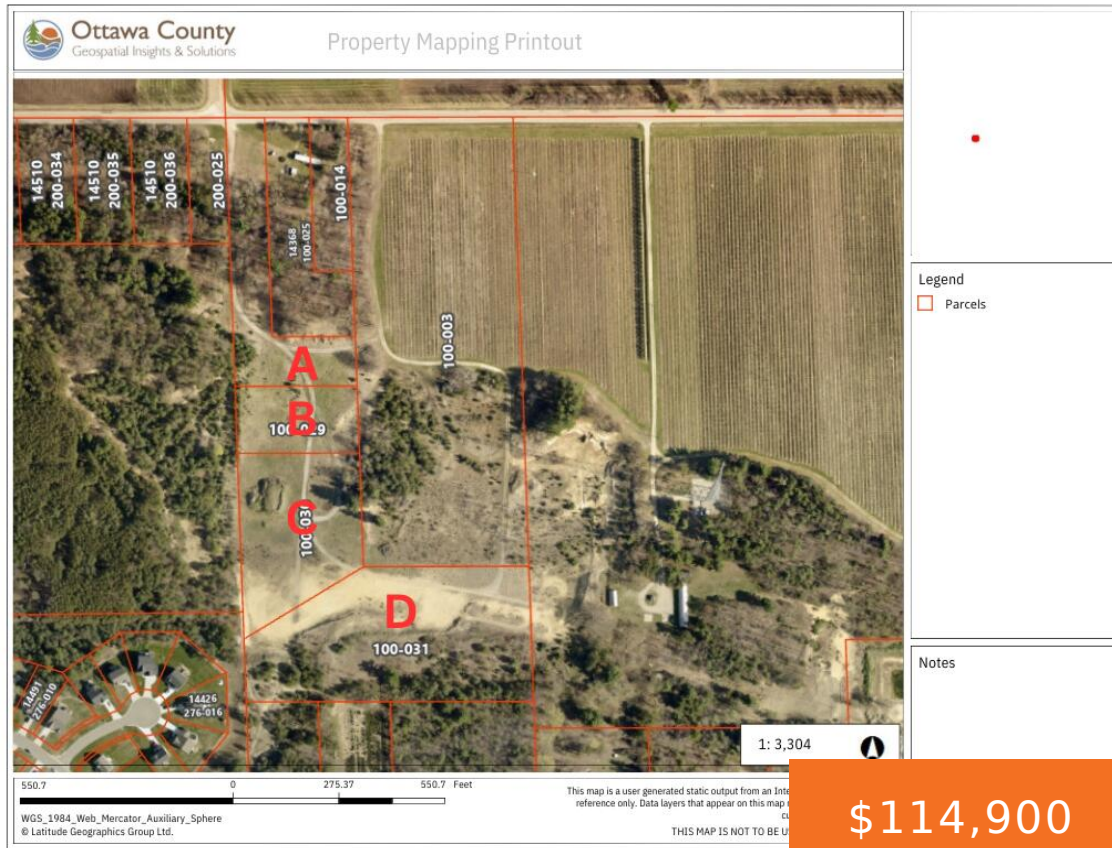 Ottawa County
Geospatial Insights & Solutions
Property Mapping Printout
14510
200-034
14510
200-035
14510
200-036
200-025
14368
100-025
100-014
100-003
A
B
C
100-030
D
100-031
14491
276-010
14426
276-016
Legend
Parcels
Notes
1: 3,304
550.7 0 275.37 550.7 Feet
WGS_1984_Web_Mercator_Auxiliary_Sphere
© Latitude Geographics Group Ltd.
This map is a user generated static output from an
reference only. Data layers that appear on this map
THIS MAP IS NOT TO BE
$114,900